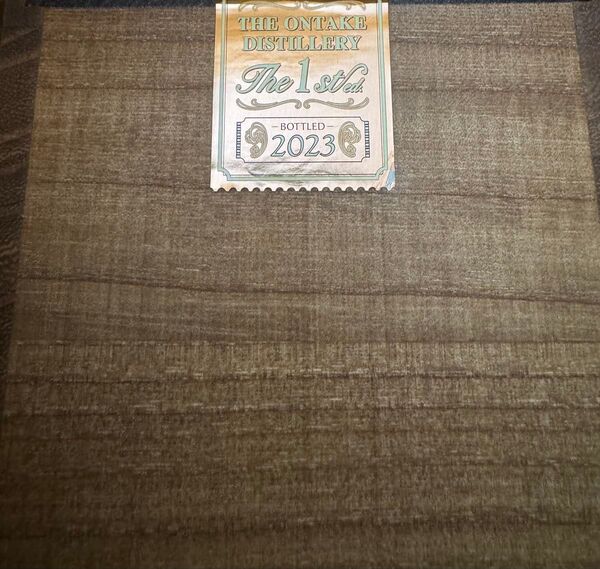 THE ONTAKE
DISTILLERY
The 1st ed.
BOTTLED
2023